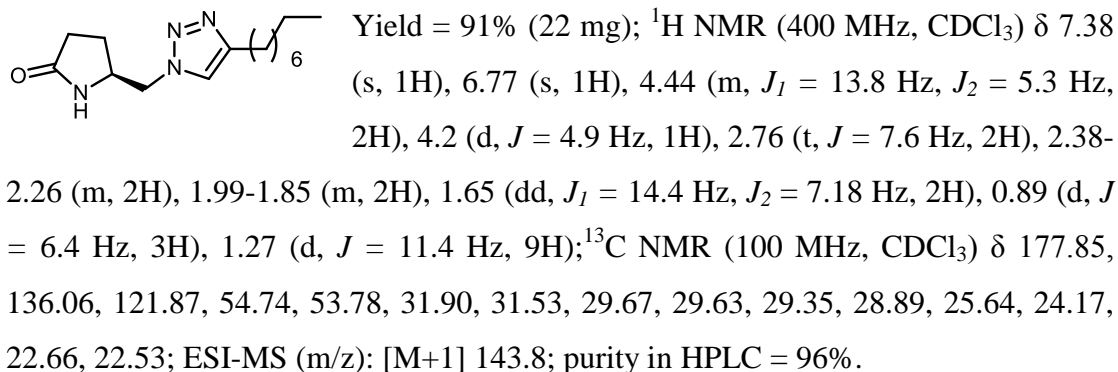 N
N
N
O
N
H
( )
6
Yield = 91% (22 mg); ¹H NMR (400 MHz, CDCl₃) δ 7.38
(s, 1H), 6.77 (s, 1H), 4.44 (m, J₁ = 13.8 Hz, J₂ = 5.3 Hz,
2H), 4.2 (d, J = 4.9 Hz, 1H), 2.76 (t, J = 7.6 Hz, 2H), 2.38-
2.26 (m, 2H), 1.99-1.85 (m, 2H), 1.65 (dd, J₁ = 14.4 Hz, J₂ = 7.18 Hz, 2H), 0.89 (d, J
= 6.4 Hz, 3H), 1.27 (d, J = 11.4 Hz, 9H);¹³C NMR (100 MHz, CDCl₃) δ 177.85,
136.06, 121.87, 54.74, 53.78, 31.90, 31.53, 29.67, 29.63, 29.35, 28.89, 25.64, 24.17,
22.66, 22.53; ESI-MS (m/z): [M+1] 143.8; purity in HPLC = 96%.